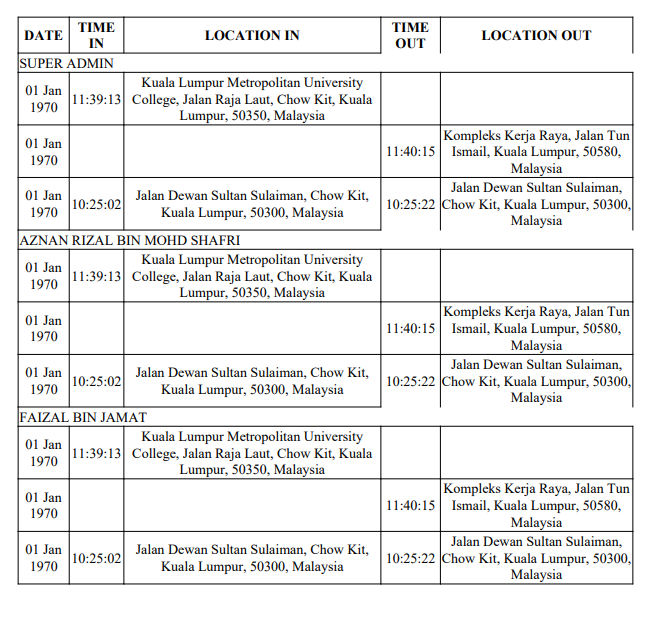 DATE TIME IN LOCATION IN TIME OUT LOCATION OUT
SUPER ADMIN
01 Jan 1970 11:39:13 Kuala Lumpur Metropolitan University College, Jalan Raja Laut, Chow Kit, Kuala Lumpur, 50350, Malaysia
01 Jan 1970 11:40:15 Kompleks Kerja Raya, Jalan Tun Ismail, Kuala Lumpur, 50580, Malaysia
01 Jan 1970 10:25:02 Jalan Dewan Sultan Sulaiman, Chow Kit, Kuala Lumpur, 50300, Malaysia 10:25:22 Jalan Dewan Sultan Sulaiman, Chow Kit, Kuala Lumpur, 50300, Malaysia
AZNAN RIZAL BIN MOHD SHAFRI
01 Jan 1970 11:39:13 Kuala Lumpur Metropolitan University College, Jalan Raja Laut, Chow Kit, Kuala Lumpur, 50350, Malaysia
01 Jan 1970 11:40:15 Kompleks Kerja Raya, Jalan Tun Ismail, Kuala Lumpur, 50580, Malaysia
01 Jan 1970 10:25:02 Jalan Dewan Sultan Sulaiman, Chow Kit, Kuala Lumpur, 50300, Malaysia 10:25:22 Jalan Dewan Sultan Sulaiman, Chow Kit, Kuala Lumpur, 50300, Malaysia
FAIZAL BIN JAMAT
01 Jan 1970 11:39:13 Kuala Lumpur Metropolitan University College, Jalan Raja Laut, Chow Kit, Kuala Lumpur, 50350, Malaysia
01 Jan 1970 11:40:15 Kompleks Kerja Raya, Jalan Tun Ismail, Kuala Lumpur, 50580, Malaysia
01 Jan 1970 10:25:02 Jalan Dewan Sultan Sulaiman, Chow Kit, Kuala Lumpur, 50300, Malaysia 10:25:22 Jalan Dewan Sultan Sulaiman, Chow Kit, Kuala Lumpur, 50300, Malaysia